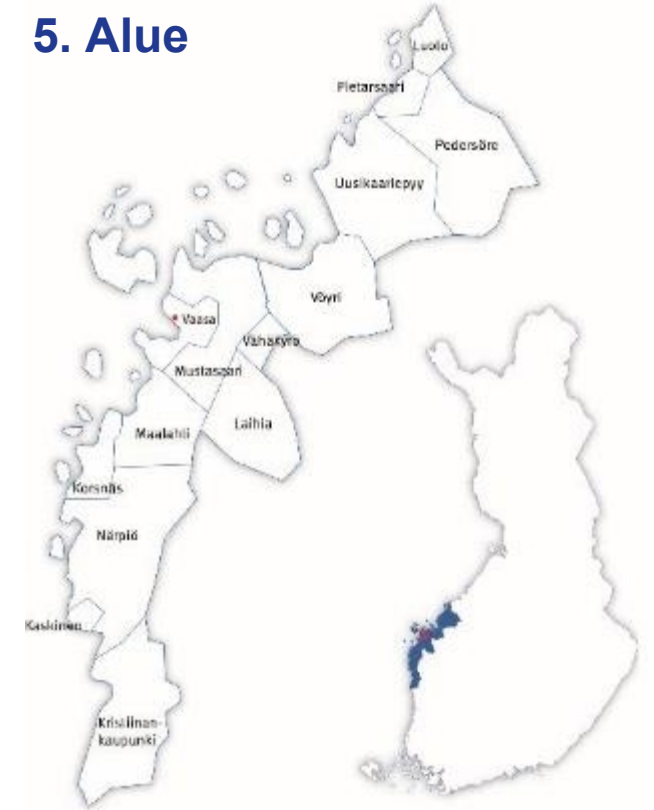 5. Alue
Luoto
Pietarsaari
Pedersöre
Uusikaarlepyy
Vöyri
Vaasa
Vähäkyrö
Mustasaari
Laihia
Maalahti
Korsnäs
Närpiö
Kaskinen
Kristiinan-
kaupunki